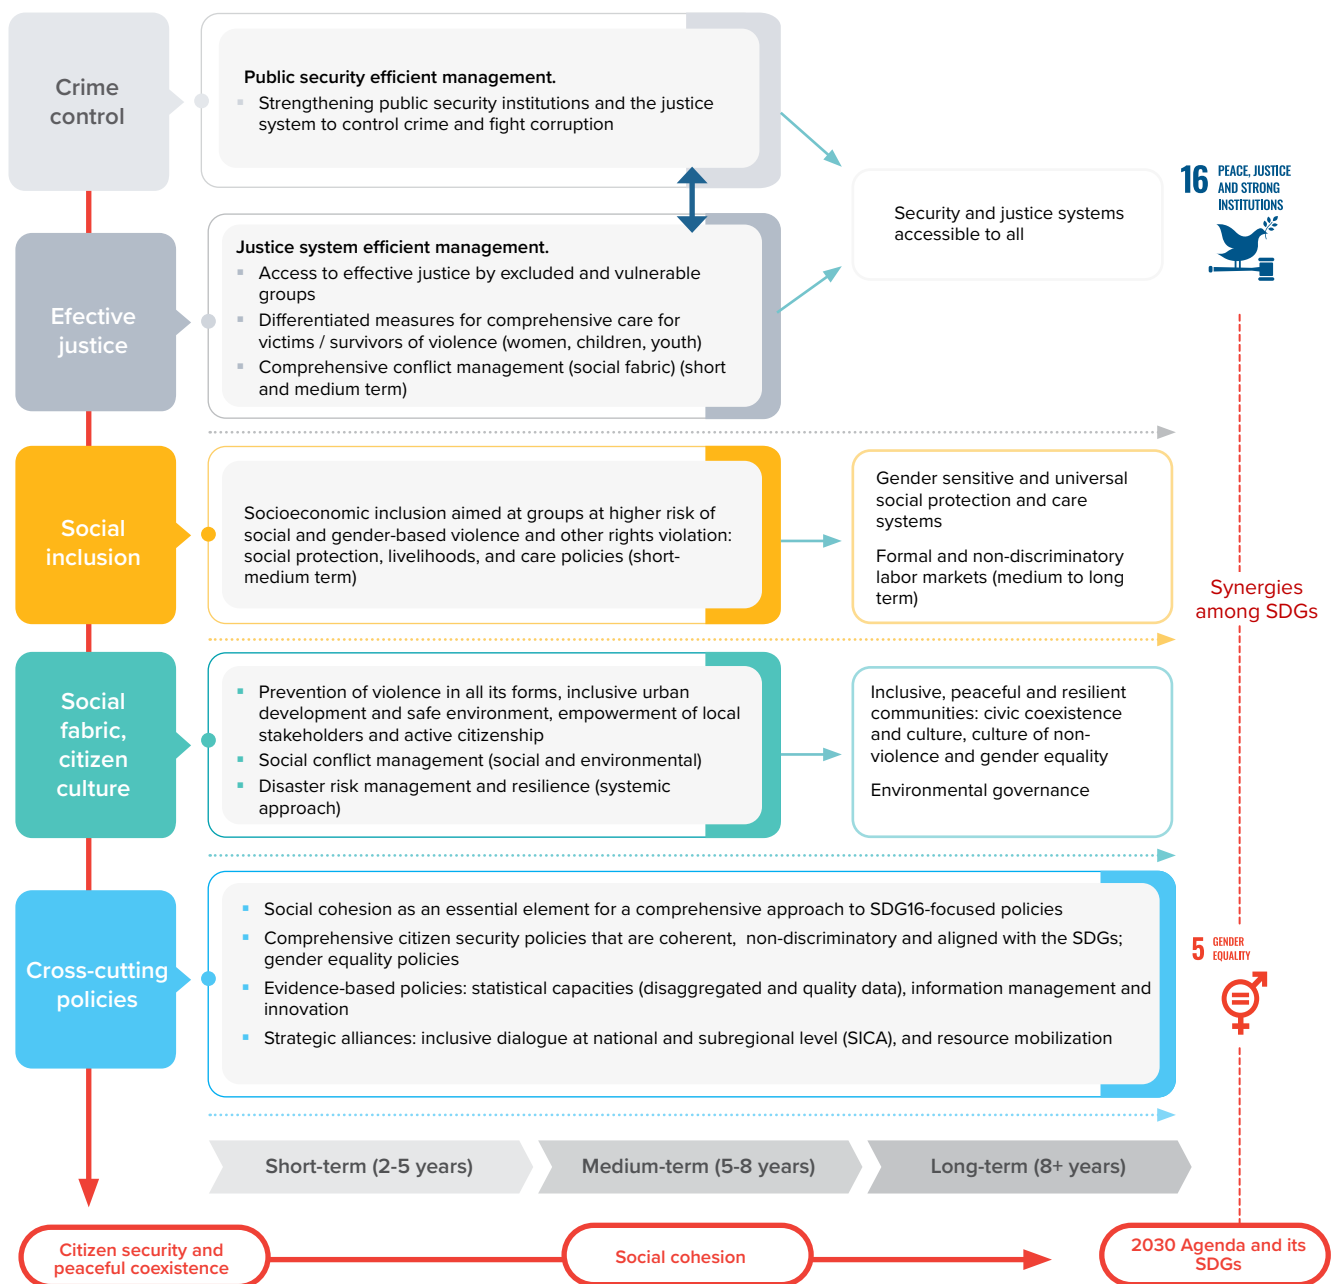 Crime
control
Public security efficient management.
Strengthening public security institutions and the justice
system to control crime and fight corruption
Security and justice systems
accessible to all
16 PEACE, JUSTICE
AND STRONG
INSTITUTIONS
Efective
justice
Justice system efficient management.
Access to effective justice by excluded and vulnerable
groups
Differentiated measures for comprehensive care for
victims / survivors of violence (women, children, youth)
Comprehensive conflict management (social fabric) (short
and medium term)
Social
inclusion
Socioeconomic inclusion aimed at groups at higher risk of
social and gender-based violence and other rights violation:
social protection, livelihoods, and care policies (short-
medium term)
Gender sensitive and universal
social protection and care
systems
Formal and non-discriminatory
labor markets (medium to long
term)
Synergies
among SDGs
Social
fabric,
citizen
culture
Prevention of violence in all its forms, inclusive urban
development and safe environment, empowerment of local
stakeholders and active citizenship
Social conflict management (social and environmental)
Disaster risk management and resilience (systemic
approach)
Inclusive, peaceful and resilient
communities: civic coexistence
and culture, culture of non-
violence and gender equality
Environmental governance
Cross-cutting
policies
Social cohesion as an essential element for a comprehensive approach to SDG16-focused policies
Comprehensive citizen security policies that are coherent, non-discriminatory and aligned with the SDGs;
gender equality policies
Evidence-based policies: statistical capacities (disaggregated and quality data), information management and
innovation
Strategic alliances: inclusive dialogue at national and subregional level (SICA), and resource mobilization
5 GENDER
EQUALITY
Short-term (2-5 years)
Medium-term (5-8 years)
Long-term (8+ years)
Citizen security and
peaceful coexistence
Social cohesion
2030 Agenda and its
SDGs